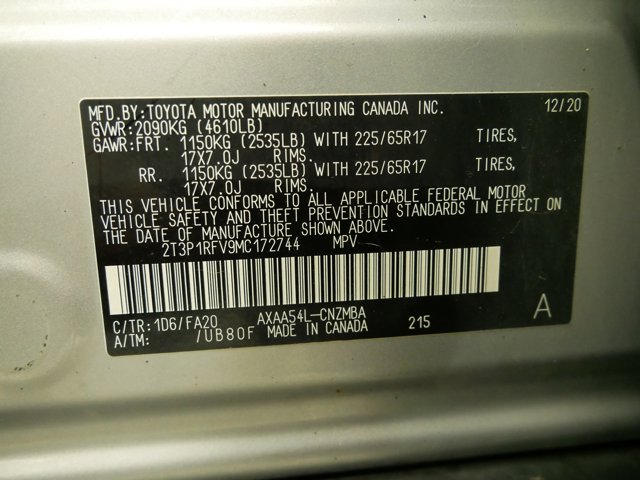 MFD.BY:TOYOTA MOTOR MANUFACTURING CANADA INC. 12/20
GVWR:2090KG (4610LB)
GAWR:FRT. 1150KG (2535LB) WITH 225/65R17 TIRES,
17X7.0J RIMS.
RR. 1150KG (2535LB) WITH 225/65R17 TIRES,
17X7.0J RIMS.
THIS VEHICLE CONFORMS TO ALL APPLICABLE FEDERAL MOTOR
VEHICLE SAFETY AND THEFT PREVENTION STANDARDS IN EFFECT ON
THE DATE OF MANUFACTURE SHOWN ABOVE.
2T3P1RFV9MC172744 MPV
C/TR:1D6/FA20 AXAA54L-CNZMBA 215 A
A/TM: /UB80F MADE IN CANADA